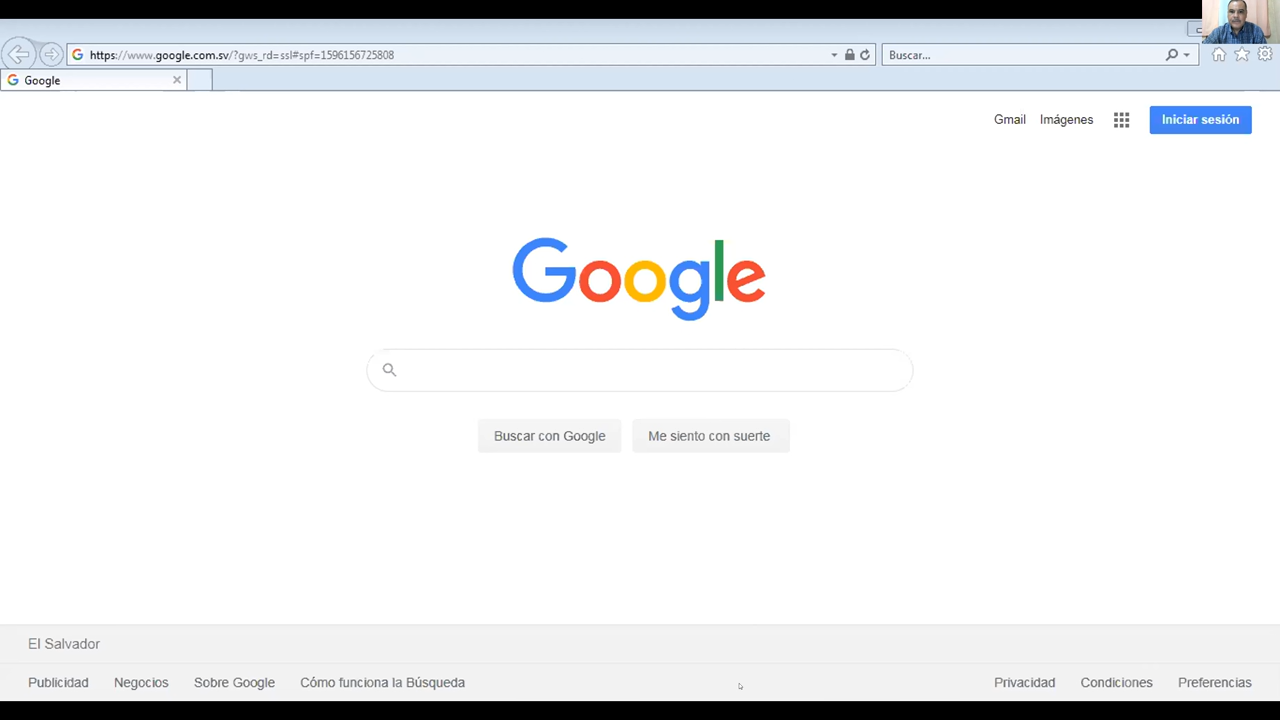 https://www.google.com.sv/?gws_rd=ssl#spf=1596156725808
Buscar...
Google
Gmail Imágenes Iniciar sesión
Google
Buscar con Google Me siento con suerte
El Salvador
Publicidad Negocios Sobre Google Cómo funciona la Búsqueda Privacidad Condiciones Preferencias